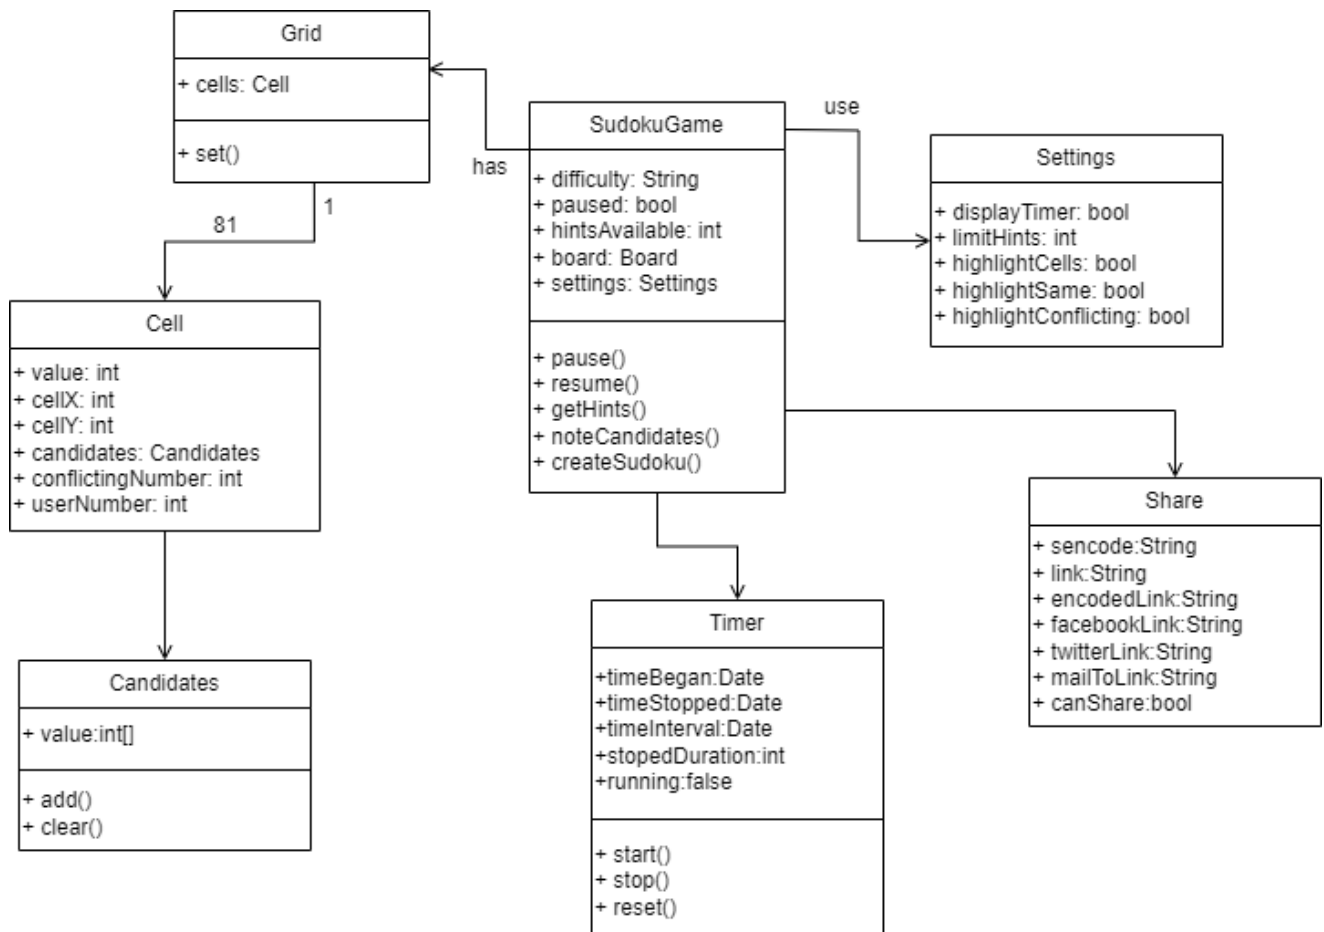 Grid
+ cells: Cell
+ set()
has
81
1
SudokuGame
+ difficulty: String
+ paused: bool
+ hintsAvailable: int
+ board: Board
+ settings: Settings
+ pause()
+ resume()
+ getHints()
+ noteCandidates()
+ createSudoku()
use
Settings
+ displayTimer: bool
+ limitHints: int
+ highlightCells: bool
+ highlightSame: bool
+ highlightConflicting: bool
Cell
+ value: int
+ cellX: int
+ cellY: int
+ candidates: Candidates
+ conflictingNumber: int
+ userNumber: int
Share
+ sencode:String
+ link:String
+ encodedLink:String
+ facebookLink:String
+ twitterLink:String
+ mailToLink:String
+ canShare:bool
Timer
+timeBegan:Date
+timeStopped:Date
+timeInterval:Date
+stopedDuration:int
+running:false
+ start()
+ stop()
+ reset()
Candidates
+ value:int[]
+ add()
+ clear()